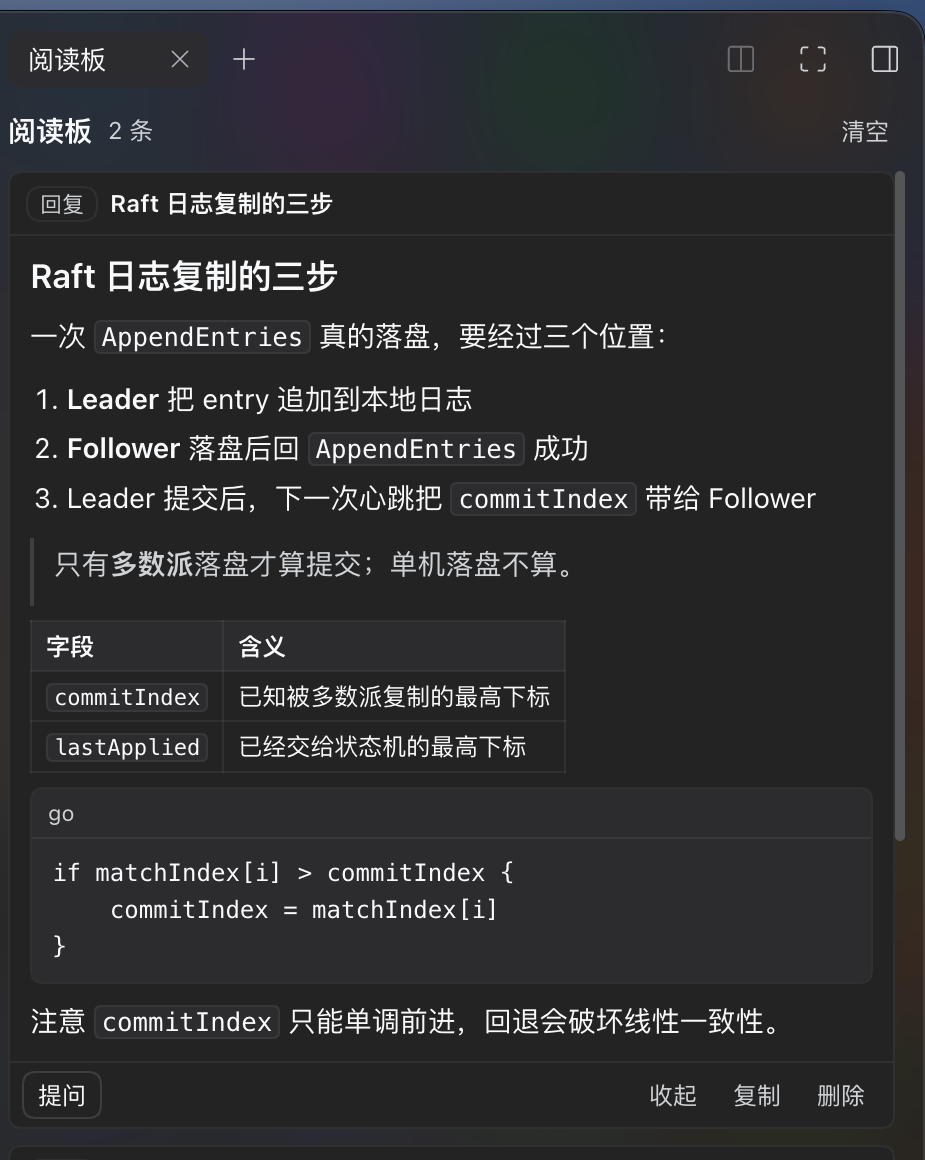 阅读板
阅读板 2 条 清空
回复 Raft 日志复制的三步
Raft 日志复制的三步
一次 AppendEntries 真的落盘，要经过三个位置：
1. Leader 把 entry 追加到本地日志
2. Follower 落盘后回 AppendEntries 成功
3. Leader 提交后，下一次心跳把 commitIndex 带给 Follower
只有多数派落盘才算提交；单机落盘不算。
字段 含义
commitIndex 已知被多数派复制的最高下标
lastApplied 已经交给状态机的最高下标
go
if matchIndex[i] > commitIndex {
    commitIndex = matchIndex[i]
}
注意 commitIndex 只能单调前进，回退会破坏线性一致性。
提问 收起 复制 删除